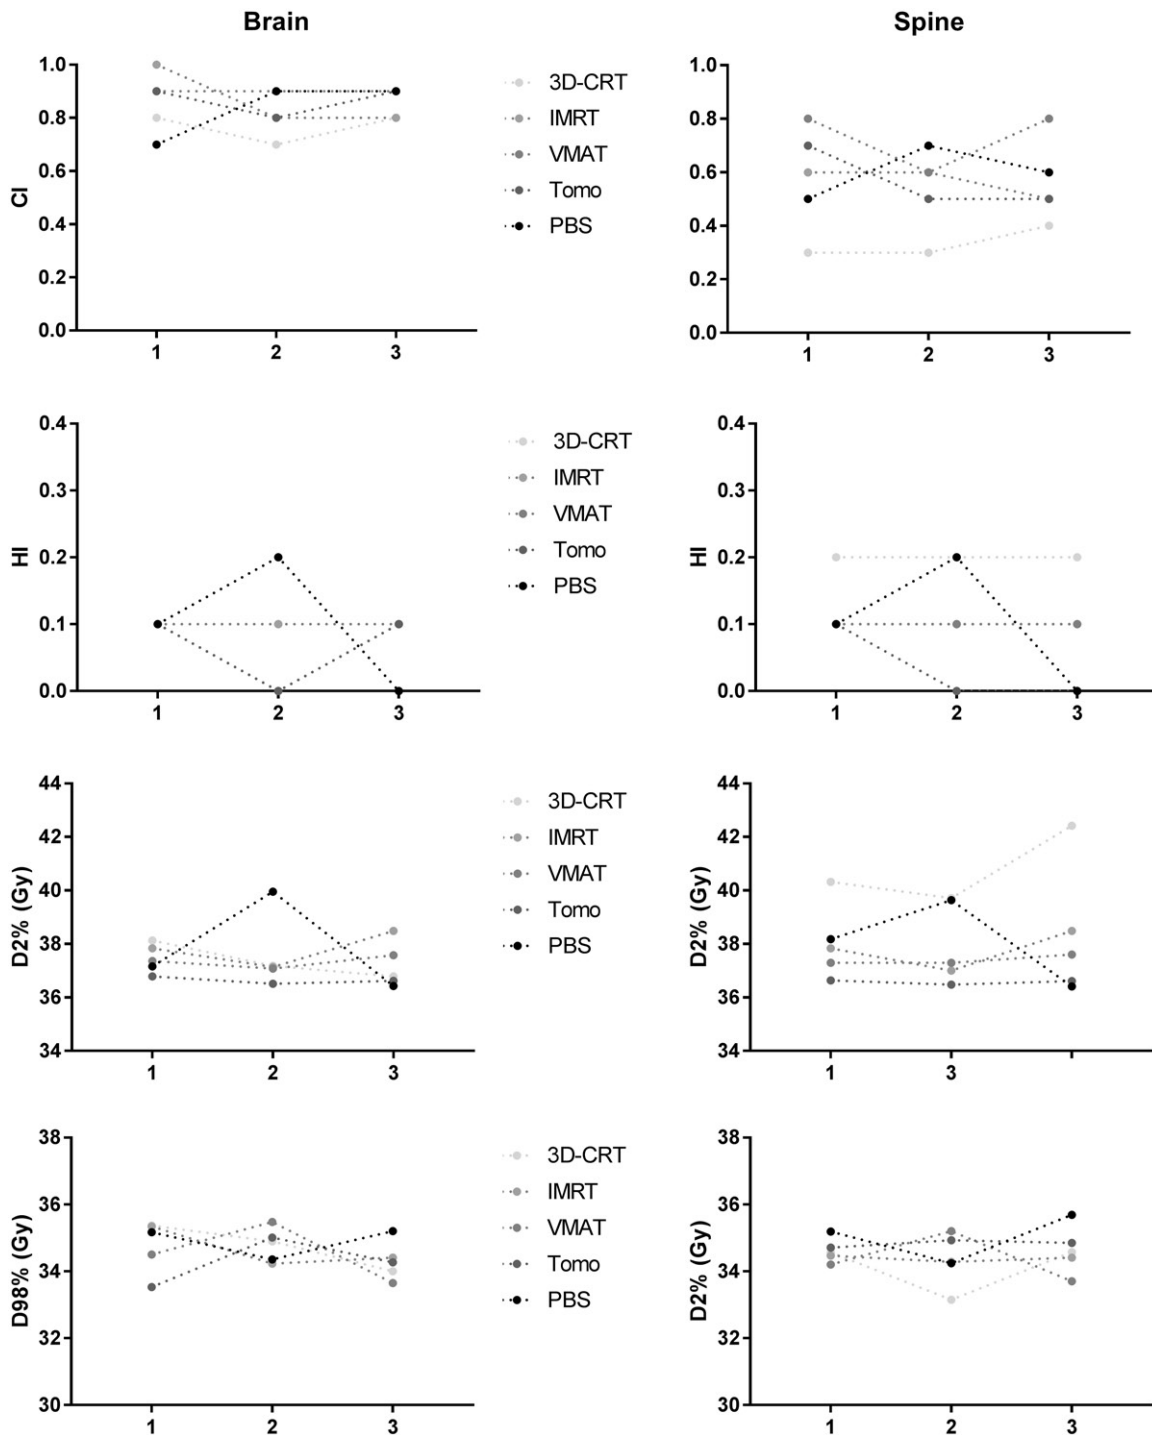 Brain
Spine
CI
1.0
0.8
0.6
0.4
0.2
0.0
1 2 3
3D-CRT
IMRT
VMAT
Tomo
PBS
1.0
0.8
0.6
0.4
0.2
0.0
1 2 3
HI
0.4
0.3
0.2
0.1
0.0
1 2 3
3D-CRT
IMRT
VMAT
Tomo
PBS
HI
0.4
0.3
0.2
0.1
0.0
1 2 3
D2% (Gy)
44
42
40
38
36
34
1 2 3
3D-CRT
IMRT
VMAT
Tomo
PBS
D2% (Gy)
44
42
40
38
36
34
1 3
D98% (Gy)
38
36
34
32
30
1 2 3
3D-CRT
IMRT
VMAT
Tomo
PBS
D2% (Gy)
38
36
34
32
30
1 2 3